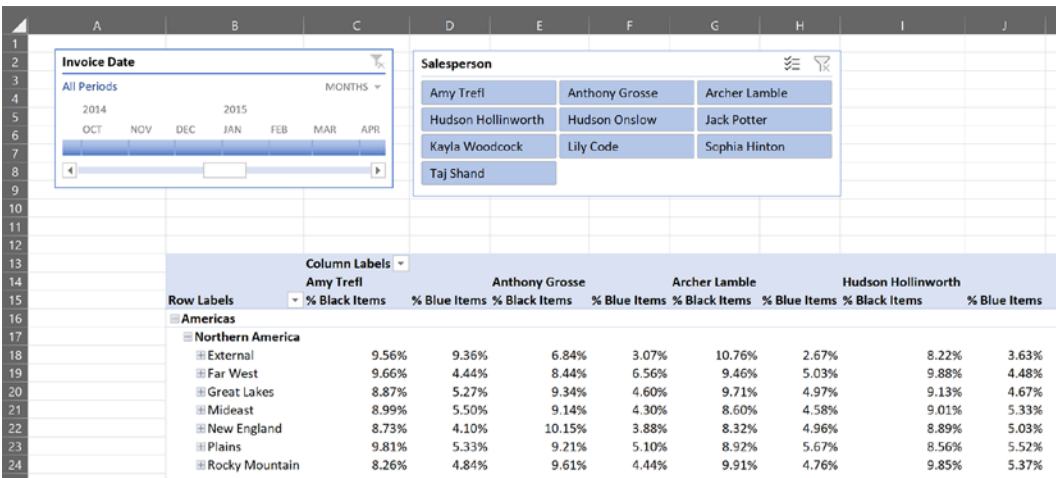 A B C D E F G H I J
1
2 Invoice Date Salesperson
3 All Periods MONTHS Amy Trefl Anthony Grosse Archer Lamble
4 2014 2015
5 OCT NOV DEC JAN FEB MAR APR Hudson Hollinworth Hudson Onslow Jack Potter
6
7 Kayla Woodcock Lily Code Sophia Hinton
8 Taj Shand
9
10
11
12
13 Column Labels
14 Amy Trefl Anthony Grosse Archer Lamble Hudson Hollinworth
15 Row Labels % Black Items % Blue Items % Black Items % Blue Items % Black Items % Blue Items % Black Items % Blue Items
16 Americas
17 Northern America
18 External 9.56% 9.36% 6.84% 3.07% 10.76% 2.67% 8.22% 3.63%
19 Far West 9.66% 4.44% 8.44% 6.56% 9.46% 5.03% 9.88% 4.48%
20 Great Lakes 8.87% 5.27% 9.34% 4.60% 9.71% 4.97% 9.13% 4.67%
21 Mideast 8.99% 5.50% 9.14% 4.30% 8.60% 4.58% 9.01% 5.33%
22 New England 8.73% 4.10% 10.15% 3.88% 8.32% 4.96% 8.89% 5.03%
23 Plains 9.81% 5.33% 9.21% 5.10% 8.92% 5.67% 8.56% 5.52%
24 Rocky Mountain 8.26% 4.84% 9.61% 4.44% 9.91% 4.76% 9.85% 5.37%